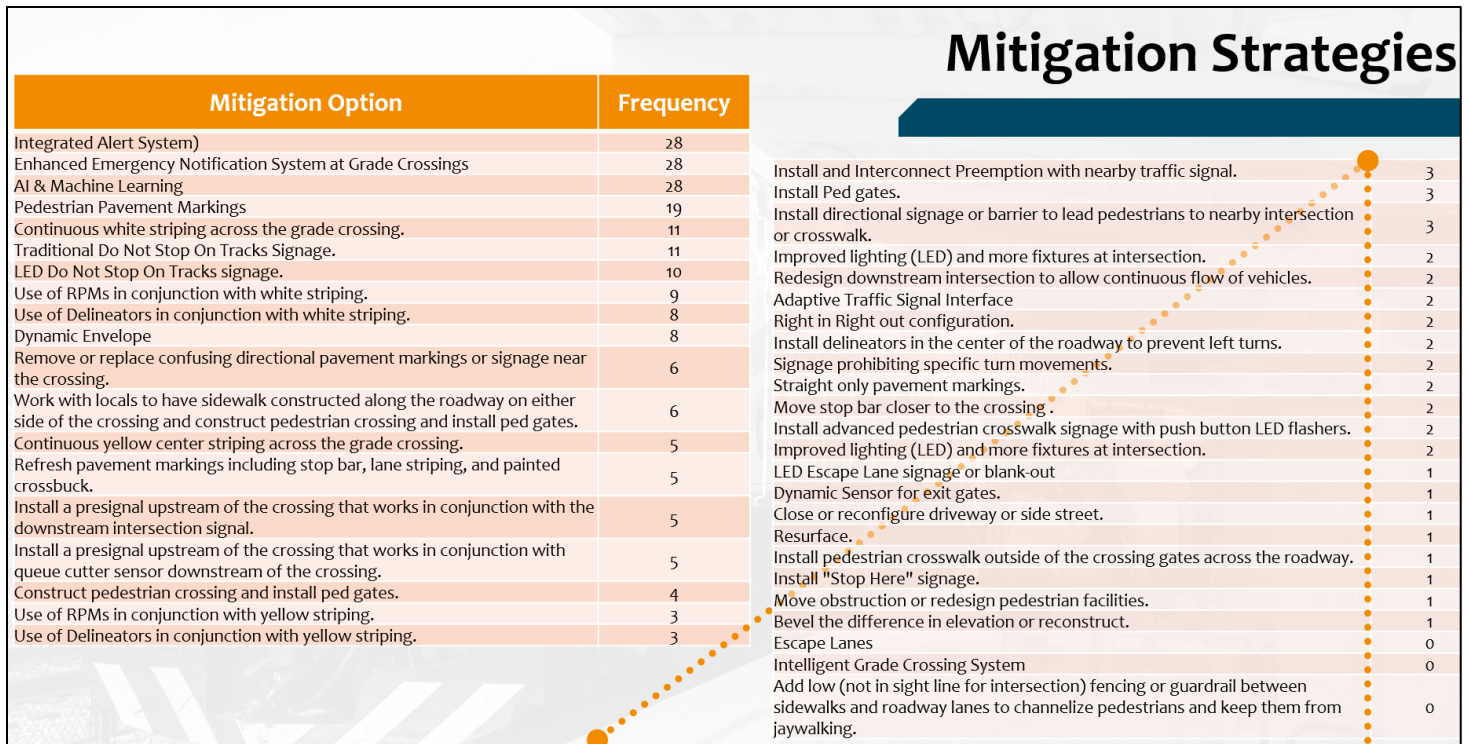 Mitigation Strategies
Mitigation Option Frequency
Integrated Alert System) 28
Enhanced Emergency Notification System at Grade Crossings 28
AI & Machine Learning 28
Pedestrian Pavement Markings 19
Continuous white striping across the grade crossing. 11
Traditional Do Not Stop On Tracks Signage. 11
LED Do Not Stop On Tracks signage. 10
Use of RPMs in conjunction with white striping. 9
Use of Delineators in conjunction with white striping. 8
Dynamic Envelope 8
Remove or replace confusing directional pavement markings or signage near
the crossing. 6
Work with locals to have sidewalk constructed along the roadway on either
side of the crossing and construct pedestrian crossing and install ped gates. 6
Continuous yellow center striping across the grade crossing. 5
Refresh pavement markings including stop bar, lane striping, and painted
crossbuck. 5
Install a presignal upstream of the crossing that works in conjunction with the
downstream intersection signal. 5
Install a presignal upstream of the crossing that works in conjunction with
queue cutter sensor downstream of the crossing. 5
Construct pedestrian crossing and install ped gates. 4
Use of RPMs in conjunction with yellow striping. 3
Use of Delineators in conjunction with yellow striping. 3
Install and Interconnect Preemption with nearby traffic signal. 3
Install Ped gates. 3
Install directional signage or barrier to lead pedestrians to nearby intersection
or crosswalk. 3
Improved lighting (LED) and more fixtures at intersection. 2
Redesign downstream intersection to allow continuous flow of vehicles. 2
Adaptive Traffic Signal Interface 2
Right in Right out configuration. 2
Install delineators in the center of the roadway to prevent left turns. 2
Signage prohibiting specific turn movements. 2
Straight only pavement markings. 2
Move stop bar closer to the crossing . 2
Install advanced pedestrian crosswalk signage with push button LED flashers. 2
Improved lighting (LED) and more fixtures at intersection. 2
LED Escape Lane signage or blank-out 1
Dynamic Sensor for exit gates. 1
Close or reconfigure driveway or side street. 1
Resurface. 1
Install pedestrian crosswalk outside of the crossing gates across the roadway. 1
Install "Stop Here" signage. 1
Move obstruction or redesign pedestrian facilities. 1
Bevel the difference in elevation or reconstruct. 1
Escape Lanes 0
Intelligent Grade Crossing System 0
Add low (not in sight line for intersection) fencing or guardrail between
sidewalks and roadway lanes to channelize pedestrians and keep them from 0
jaywalking.